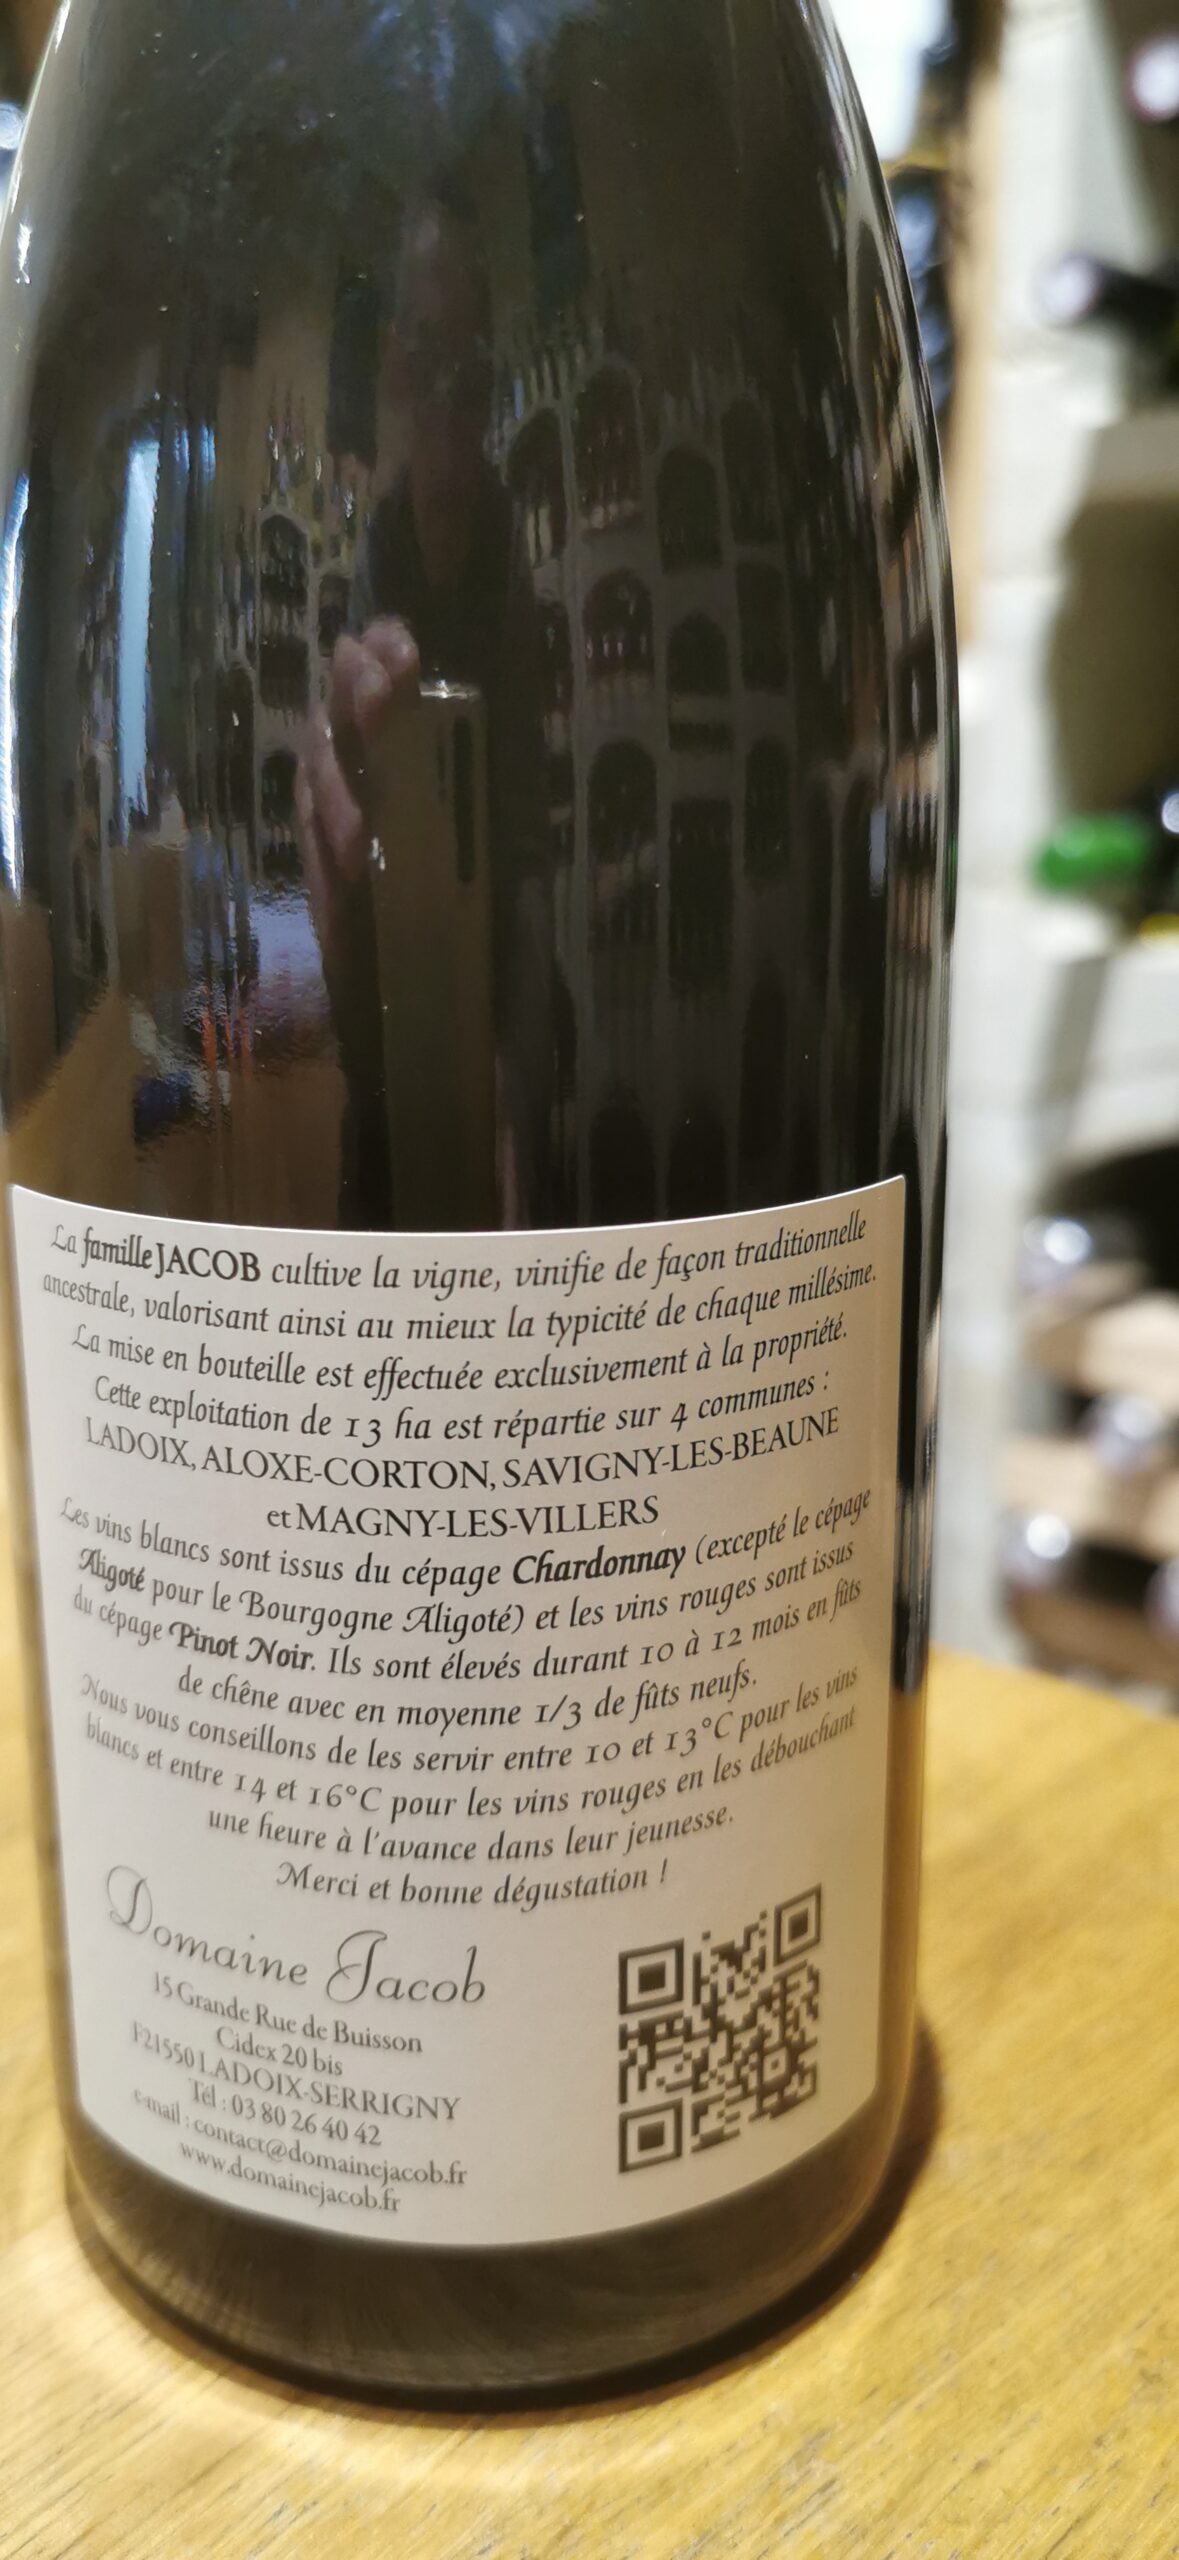 La famille JACOB cultive la vigne, vinifie de façon traditionnelle
ancestrale, valorisant ainsi au mieux la typicité de chaque millésime.
La mise en bouteille est effectuée exclusivement à la propriété.
Cette exploitation de 13 ha est répartie sur 4 communes :
LADOIX, ALOXE-CORTON, SAVIGNY-LES-BEAUNE
et MAGNY-LES-VILLERS
Les vins blancs sont issus du cépage Chardonnay (excepté le cépage
Aligoté pour le Bourgogne Aligoté) et les vins rouges sont issus
du cépage Pinot Noir. Ils sont élevés durant 10 à 12 mois en fûts
de chêne avec en moyenne 1/3 de fûts neufs.
Nous vous conseillons de les servir entre 10 et 13°C pour les vins
blancs et entre 14 et 16°C pour les vins rouges en les débouchant
une heure à l'avance dans leur jeunesse.
Merci et bonne dégustation !
Domaine Jacob
15 Grande Rue de Buisson
Cidex 20 bis
F21550 LADOIX-SERRIGNY
Tél : 03 80 26 40 42
e-mail : contact@domainejacob.fr
www.domainejacob.fr